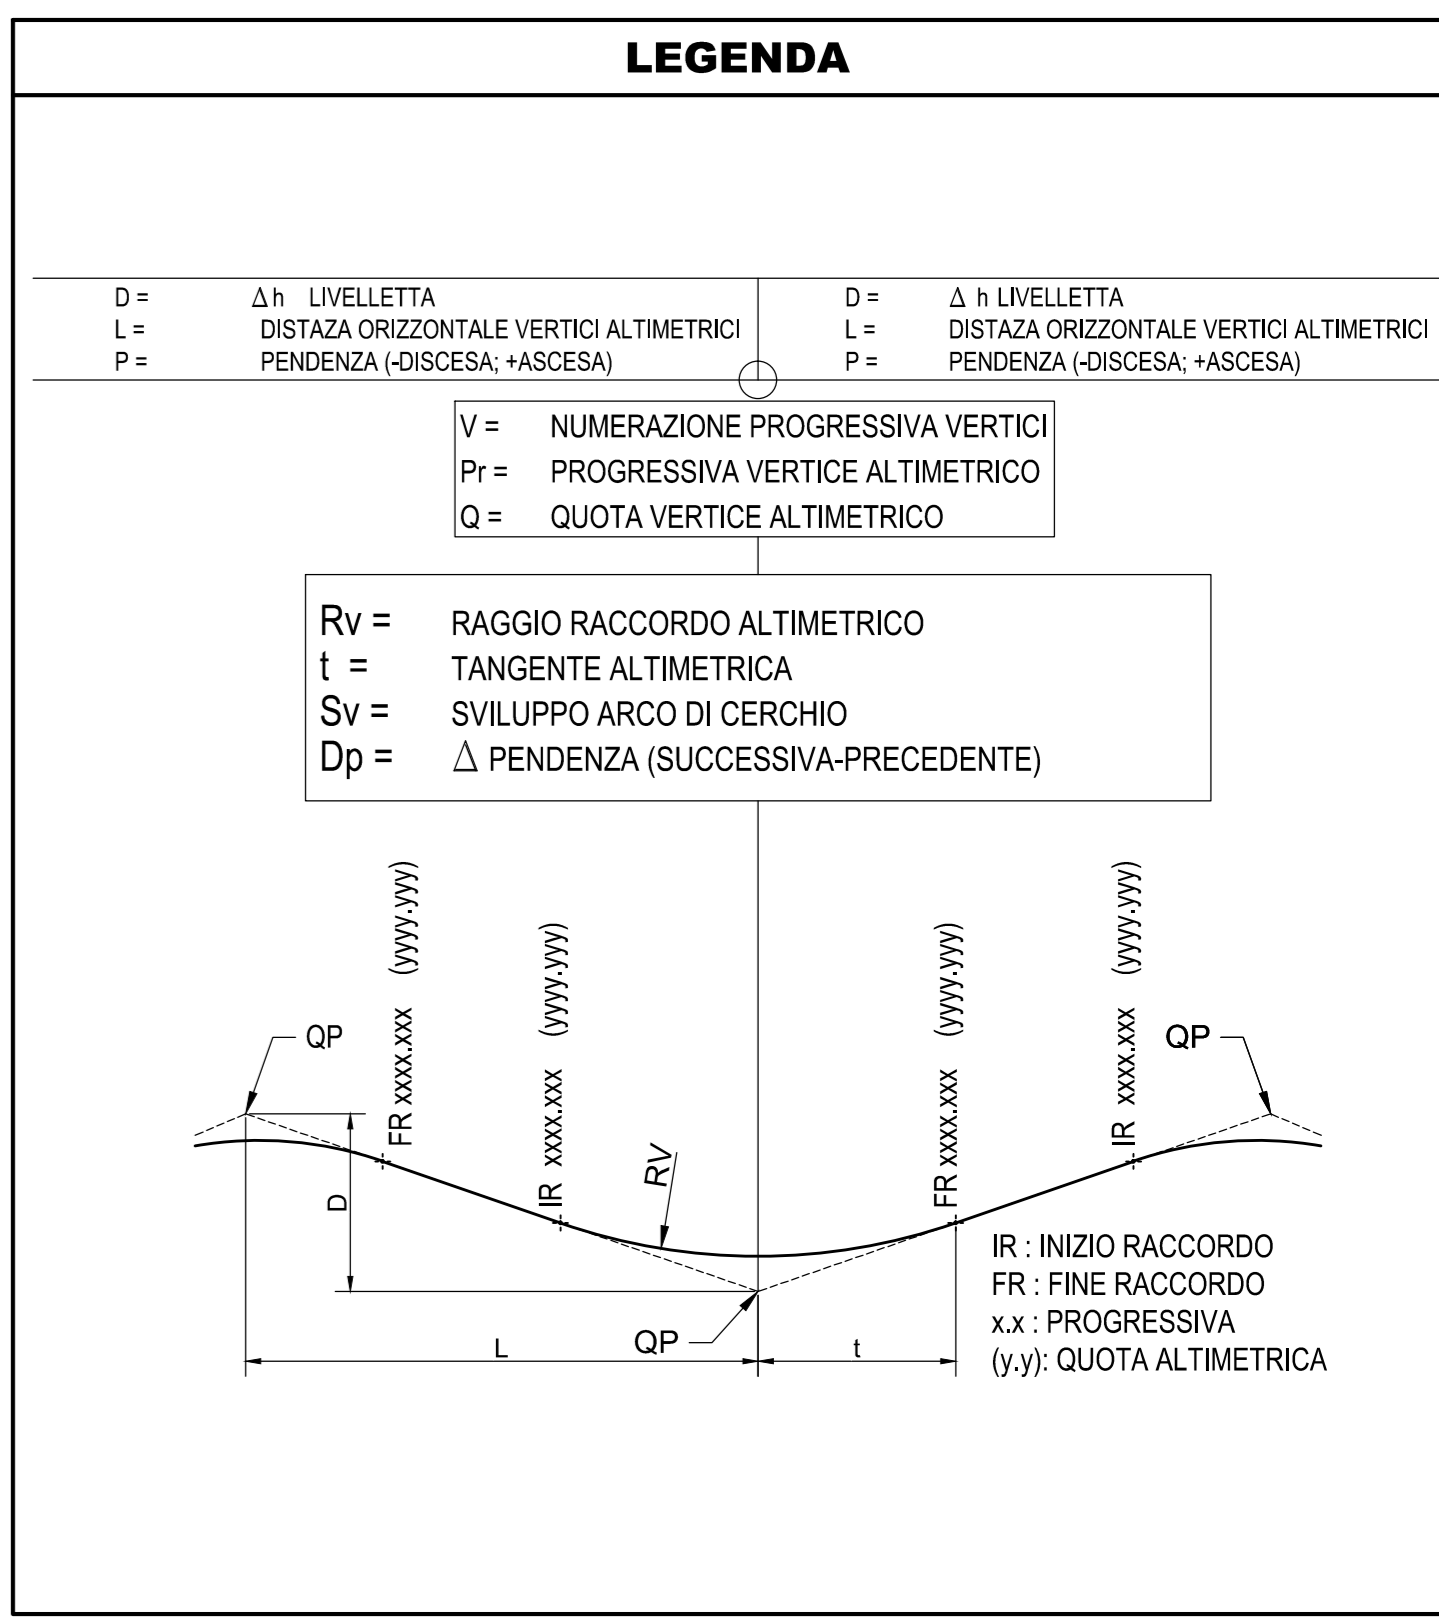 LEGENDA
D = Δ h LIVELLETTA
L = DISTAZA ORIZZONTALE VERTICI ALTIMETRICI
P = PENDENZA (-DISCESA; +ASCESA)
D = Δ h LIVELLETTA
L = DISTAZA ORIZZONTALE VERTICI ALTIMETRICI
P = PENDENZA (-DISCESA; +ASCESA)
V = NUMERAZIONE PROGRESSIVA VERTICI
Pr = PROGRESSIVA VERTICE ALTIMETRICO
Q = QUOTA VERTICE ALTIMETRICO
Rv = RAGGIO RACCORDO ALTIMETRICO
t = TANGENTE ALTIMETRICA
Sv = SVILUPPO ARCO DI CERCHIO
Dp = Δ PENDENZA (SUCCESSIVA-PRECEDENTE)
QP
FR xxxx.xxx (yyyy.yyy)
IR xxxx.xxx (yyyy.yyy)
FR xxxx.xxx (yyyy.yyy)
IR xxxx.xxx (yyyy.yyy)
QP
D
RV
IR : INIZIO RACCORDO
FR : FINE RACCORDO
x.x : PROGRESSIVA
(y.y): QUOTA ALTIMETRICA
L
QP
t